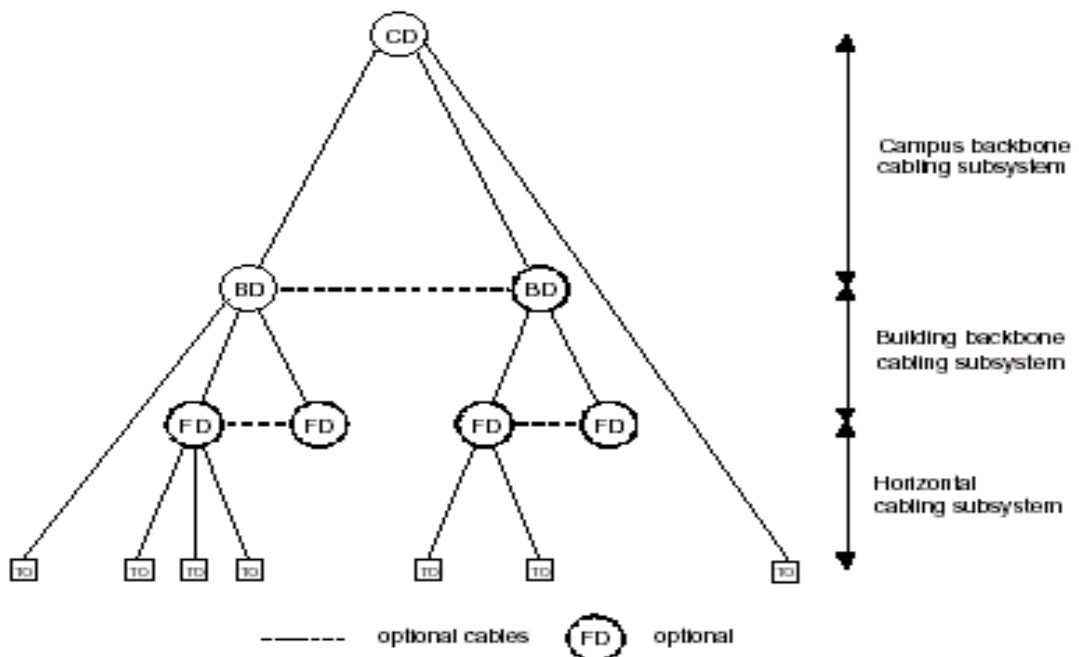 CD
Campus backbone
cabling subsystem
BD
BD
Building backbone
cabling subsystem
FD
FD
FD
FD
Horizontal
cabling subsystem
TO
TO
TO
TO
TO
TO
TO
optional cables
FD
optional